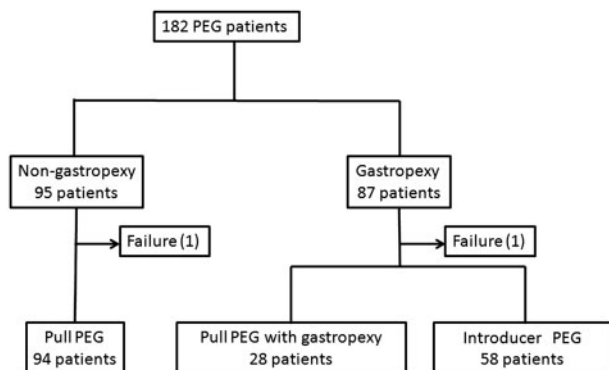 182 PEG patients
Non-gastropexy
95 patients
Gastropexy
87 patients
Failure (1)
Failure (1)
Pull PEG
94 patients
Pull PEG with gastropexy
28 patients
Introducer PEG
58 patients